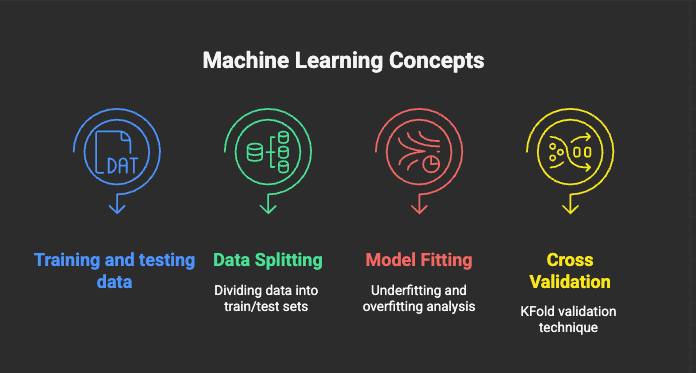 Machine Learning Concepts
DAT
Training and testing
data
Data Splitting
Dividing data into
train/test sets
Model Fitting
Underfitting and
overfitting analysis
Cross
Validation
KFold validation
technique